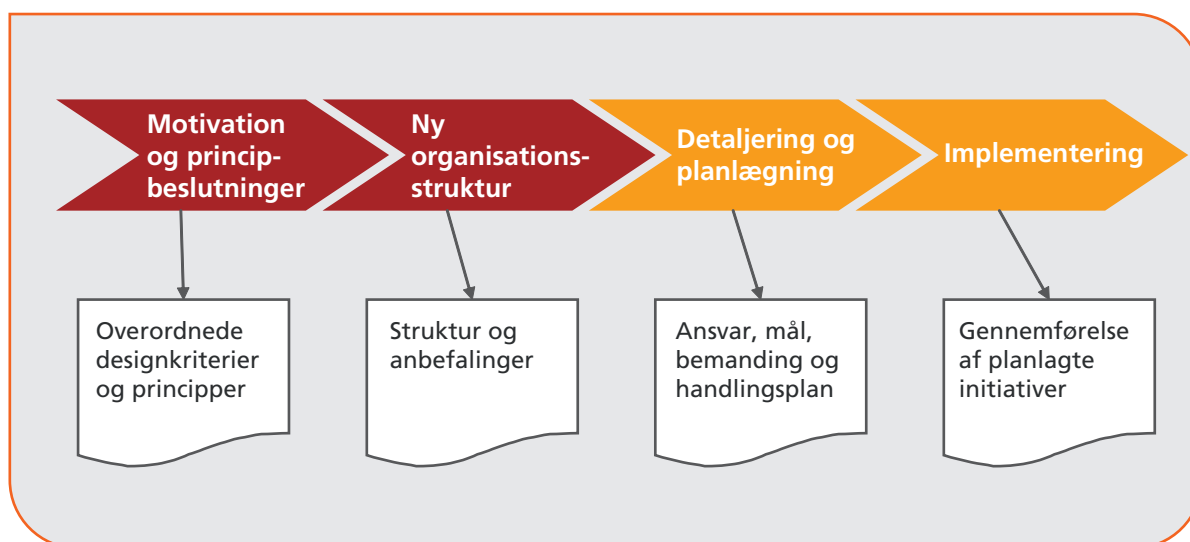 Motivation
og princip-
beslutninger
Ny
organisations-
struktur
Detaljering og
planlægning
Implementering
Overordnede
designkriterier
og principper
Struktur og
anbefalinger
Ansvar, mål,
bemanding og
handlingsplan
Gennemførelse
af planlagte
initiativer